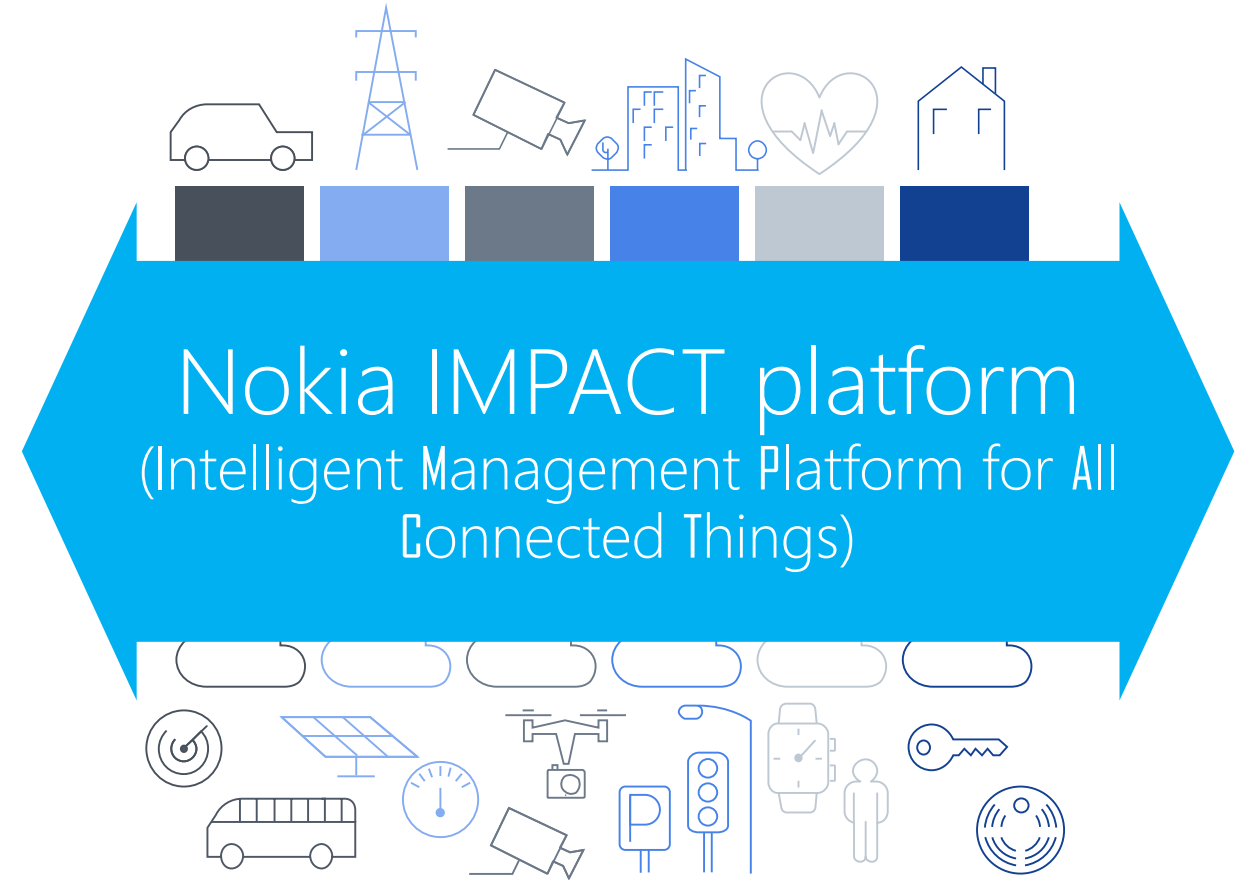 Nokia IMPACT platform
(Intelligent Management Platform for All
Connected Things)
P